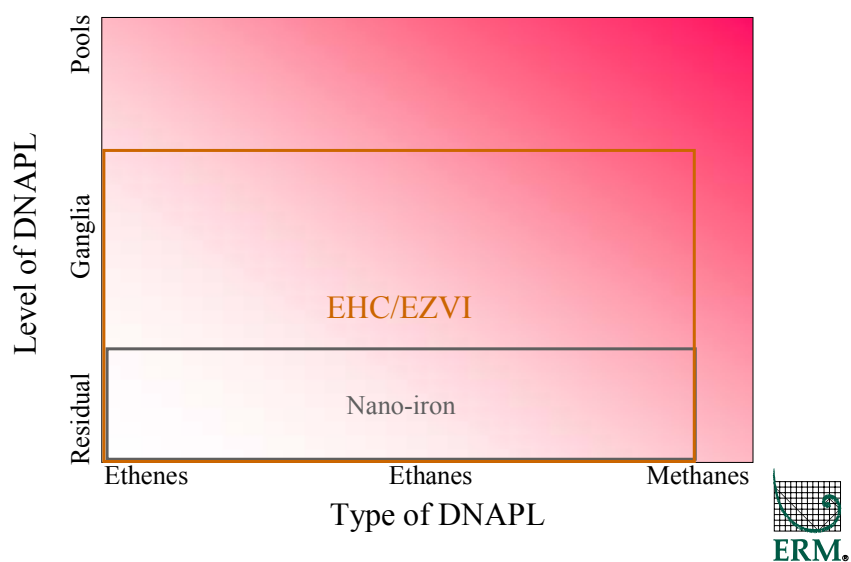 Level of DNAPL
Pools
Ganglia
Residual
EHC/EZVI
Nano-iron
Ethenes
Ethanes
Methanes
Type of DNAPL
ERM®